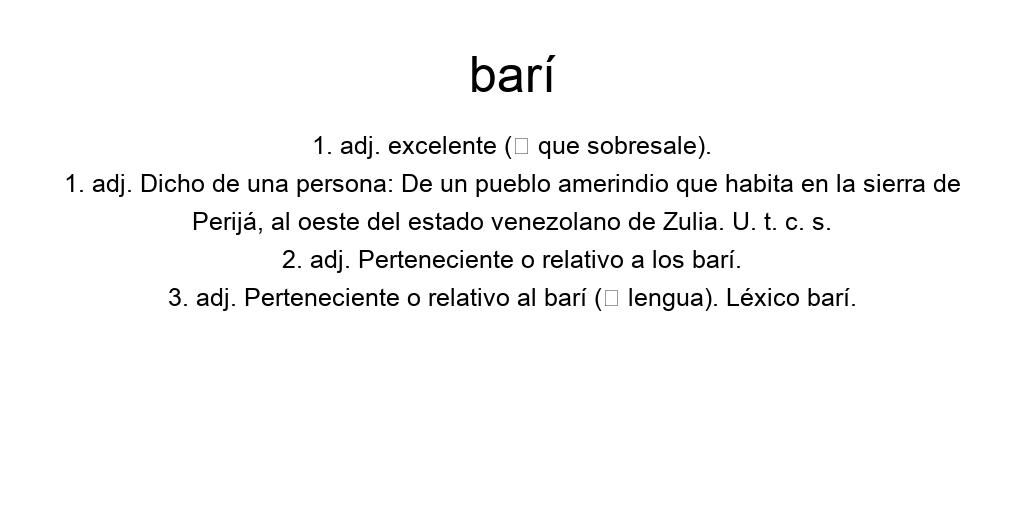 barí
1. adj. excelente (□ que sobresale).
1. adj. Dicho de una persona: De un pueblo amerindio que habita en la sierra de
Perijá, al oeste del estado venezolano de Zulia. U. t. c. s.
2. adj. Perteneciente o relativo a los barí.
3. adj. Perteneciente o relativo al barí (□ lengua). Léxico barí.